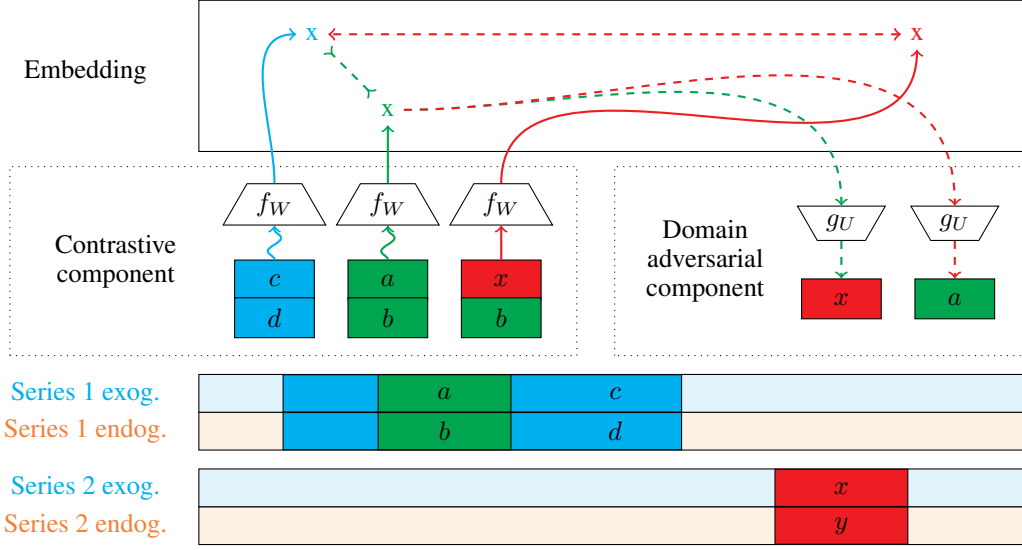 x
x
Embedding
x
f_W
f_W
f_W
g_U
g_U
Contrastive
component
Domain
adversarial
component
c
a
x
d
b
b
x
a
Series 1 exog.
a
c
Series 1 endog.
b
d
Series 2 exog.
x
Series 2 endog.
y